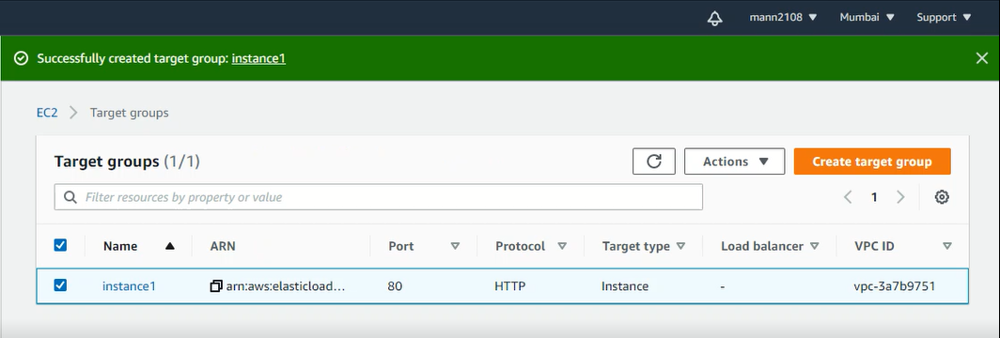 mann2108 Mumbai Support
Successfully created target group: instance1
EC2 Target groups
Target groups (1/1) Actions Create target group
Filter resources by property or value 1
Name ARN Port Protocol Target type Load balancer VPC ID
instance1 arn:aws:elasticload... 80 HTTP Instance - vpc-3a7b9751